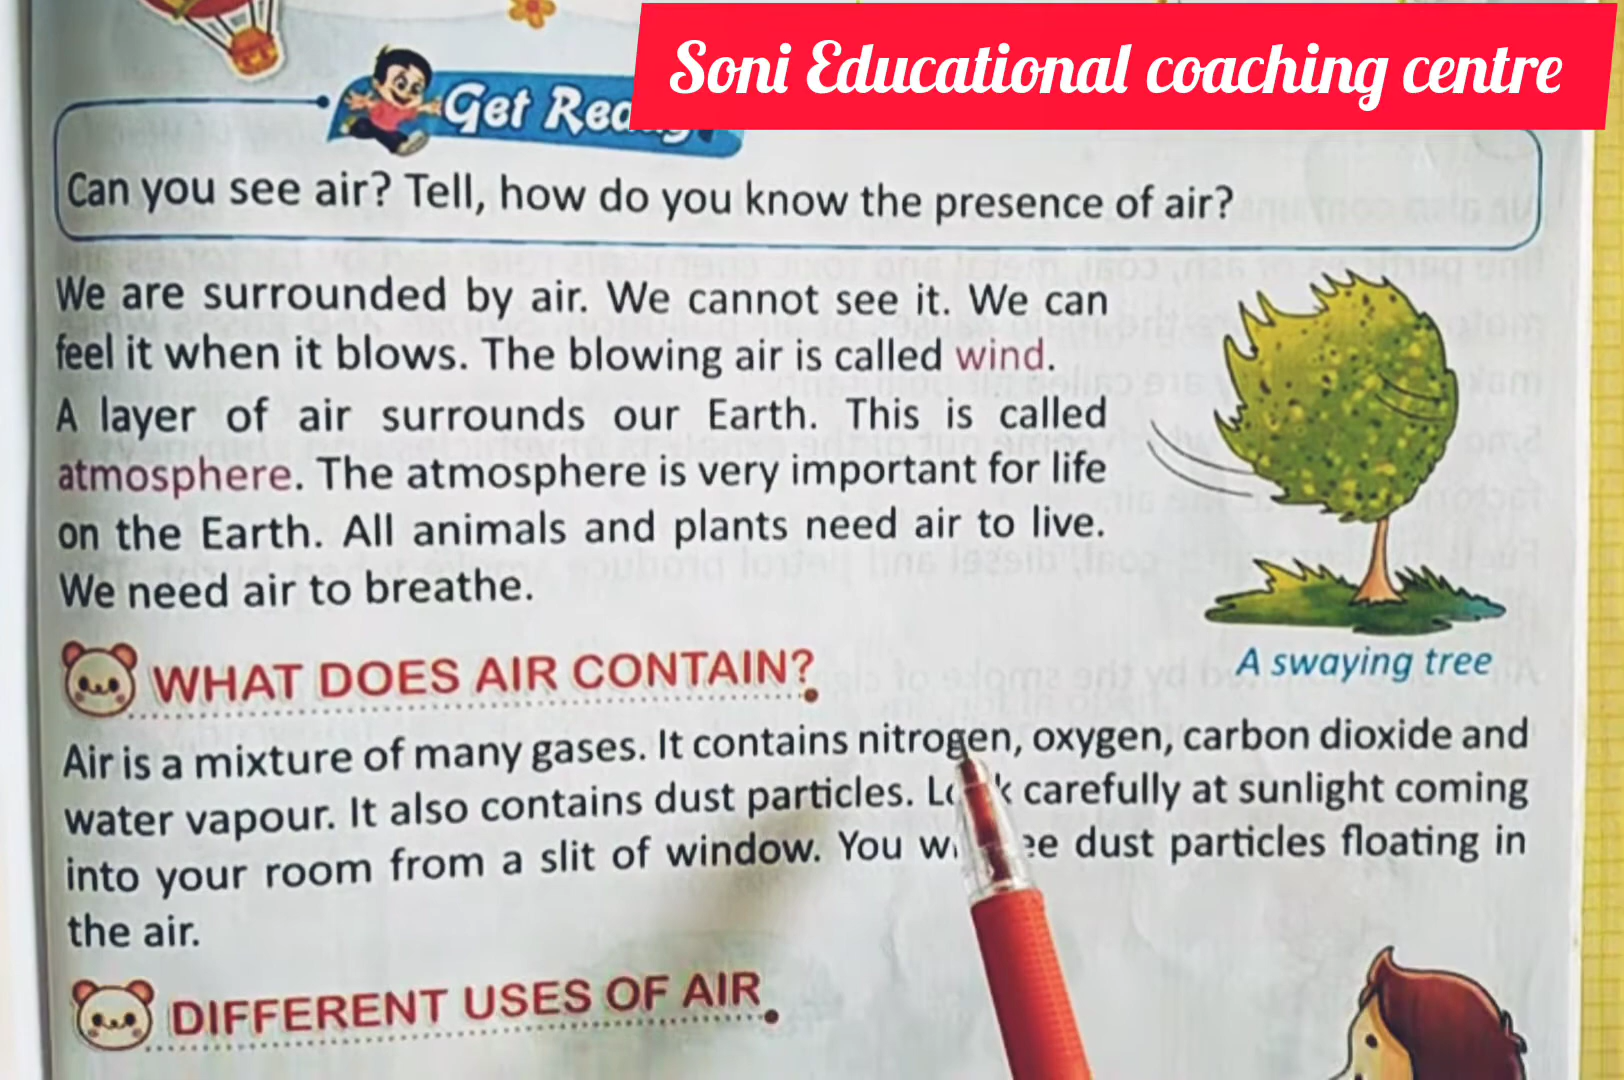 Soni Educational coaching centre
Get Ready!
Can you see air? Tell, how do you know the presence of air?
We are surrounded by air. We cannot see it. We can
feel it when it blows. The blowing air is called wind.
A layer of air surrounds our Earth. This is called
atmosphere. The atmosphere is very important for life
on the Earth. All animals and plants need air to live.
We need air to breathe.
A swaying tree
WHAT DOES AIR CONTAIN?
Air is a mixture of many gases. It contains nitrogen, oxygen, carbon dioxide and
water vapour. It also contains dust particles. Look carefully at sunlight coming
into your room from a slit of window. You will see dust particles floating in
the air.
DIFFERENT USES OF AIR